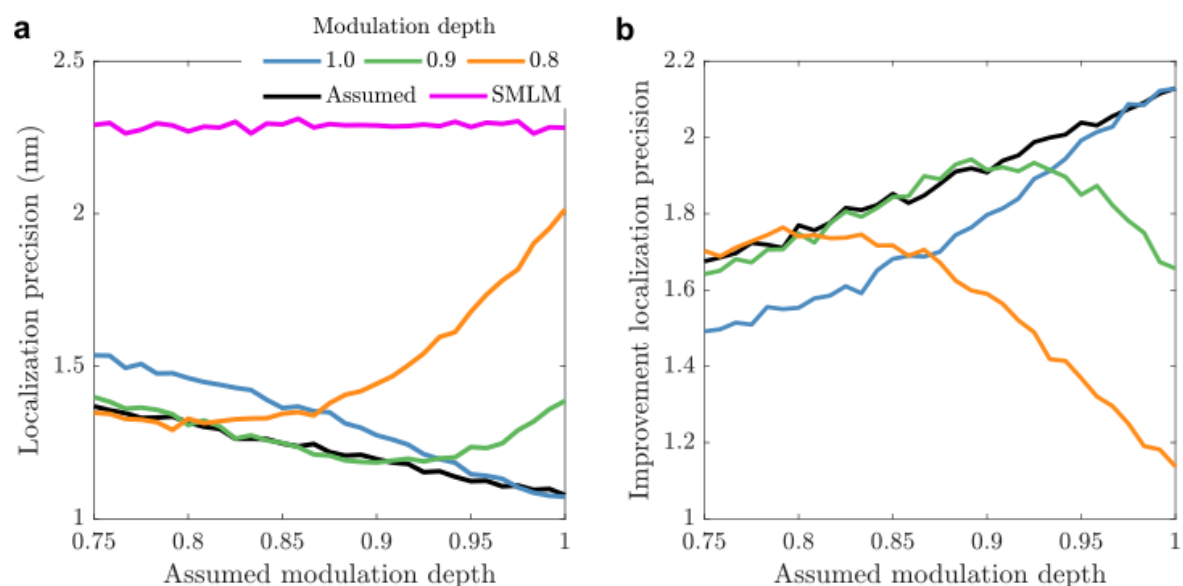 a
Modulation depth
1.0 0.9 0.8
Assumed SMLM
2.5
2
1.5
1
Localization precision (nm)
0.75 0.8 0.85 0.9 0.95 1
Assumed modulation depth
b
2.2
2
1.8
1.6
1.4
1.2
1
Improvement localization precision
0.75 0.8 0.85 0.9 0.95 1
Assumed modulation depth